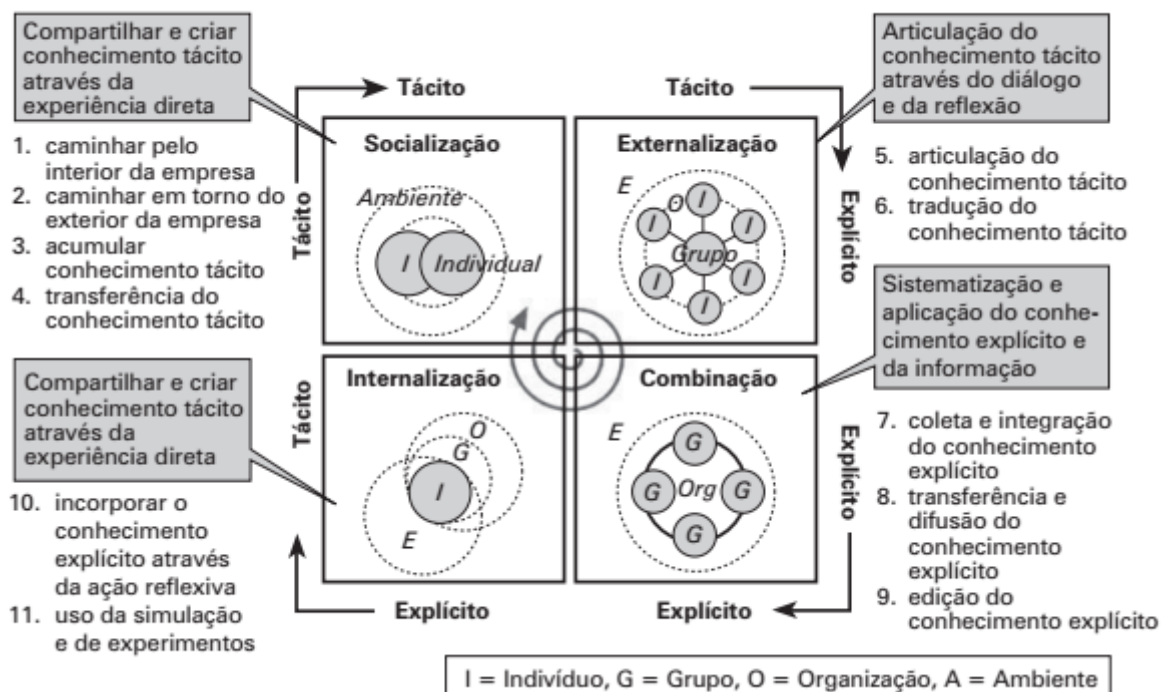 Compartilhar e criar
conhecimento tácito
através da
experiência direta
1. caminhar pelo
interior da empresa
2. caminhar em torno do
exterior da empresa
3. acumular
conhecimento tácito
4. transferência do
conhecimento tácito
Tácito
Tácito
Socialização
Ambiente
I
Individual
Tácito
Externalização
E
O
I
I
I
Grupo
I
I
I
Explícito
Articulação do
conhecimento tácito
através do diálogo
e da reflexão
5. articulação do
conhecimento tácito
6. tradução do
conhecimento tácito
Compartilhar e criar
conhecimento tácito
através da
experiência direta
10. incorporar o
conhecimento
explícito através
da ação reflexiva
11. uso da simulação
e de experimentos
Tácito
Internalização
O
G
I
E
Explícito
Combinação
E
G
G
Org
G
G
Explícito
Explícito
Sistematização e
aplicação do conhe-
cimento explícito e
da informação
7. coleta e integração
do conhecimento
explícito
8. transferência e
difusão do
conhecimento
explícito
9. edição do
conhecimento explícito
I = Indivíduo, G = Grupo, O = Organização, A = Ambiente